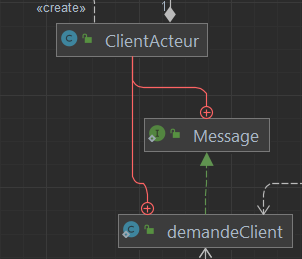 «create»
1
C ClientActeur
I Message
C demandeClient